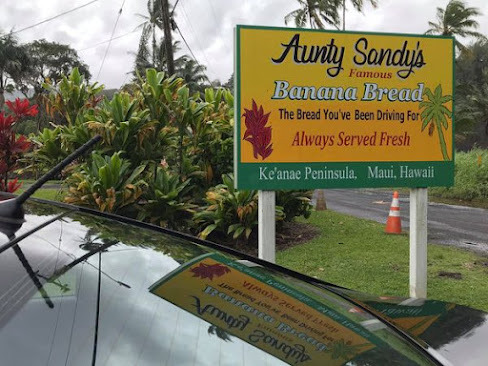 Aunty Sandy's
Famous
Banana Bread
The Bread You've Been Driving For
Always Served Fresh
Ke'anae Peninsula, Maui, Hawaii